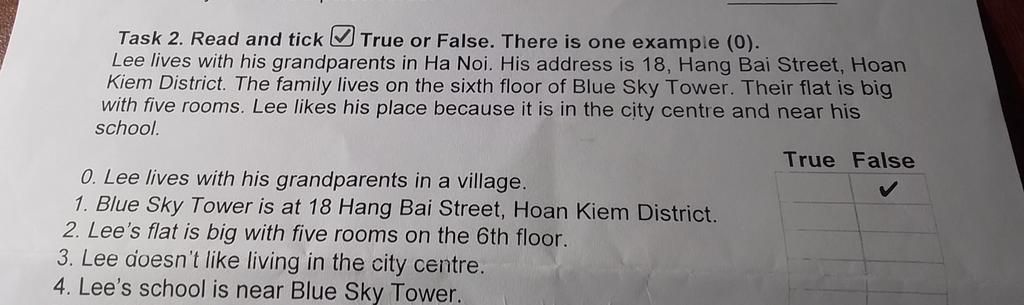 Task 2. Read and tick ☑ True or False. There is one example (0).
Lee lives with his grandparents in Ha Noi. His address is 18, Hang Bai Street, Hoan
Kiem District. The family lives on the sixth floor of Blue Sky Tower. Their flat is big
with five rooms. Lee likes his place because it is in the city centre and near his
school.
True False
0. Lee lives with his grandparents in a village. ✔
1. Blue Sky Tower is at 18 Hang Bai Street, Hoan Kiem District.
2. Lee's flat is big with five rooms on the 6th floor.
3. Lee doesn't like living in the city centre.
4. Lee's school is near Blue Sky Tower.